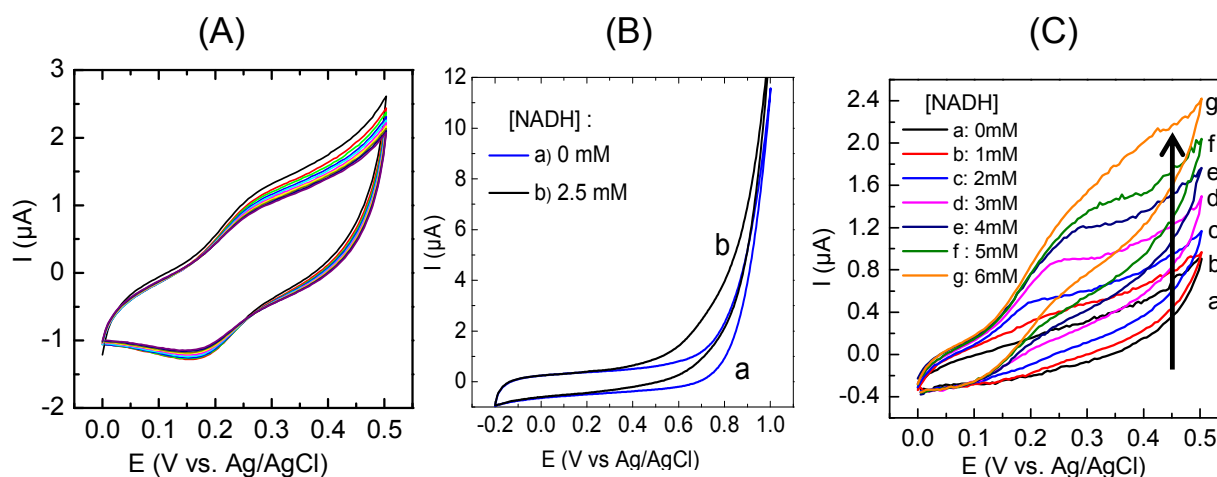 (A)
(B)
(C)
I (µA)
3
2
1
0
-1
-2
0.0 0.1 0.2 0.3 0.4 0.5
E (V vs. Ag/AgCl)
I (µA)
12
10
8
6
4
2
0
[NADH] :
a) 0 mM
b) 2.5 mM
b
a
-0.2 0.0 0.2 0.4 0.6 0.8 1.0
E (V vs Ag/AgCl)
I (µA)
2.4
2.0
1.6
1.2
0.8
0.4
0.0
-0.4
[NADH]
a: 0mM
b: 1mM
c: 2mM
d: 3mM
e: 4mM
f : 5mM
g: 6mM
g
f
e
d
c
b
a
0.0 0.1 0.2 0.3 0.4 0.5
E (V vs. Ag/AgCl)